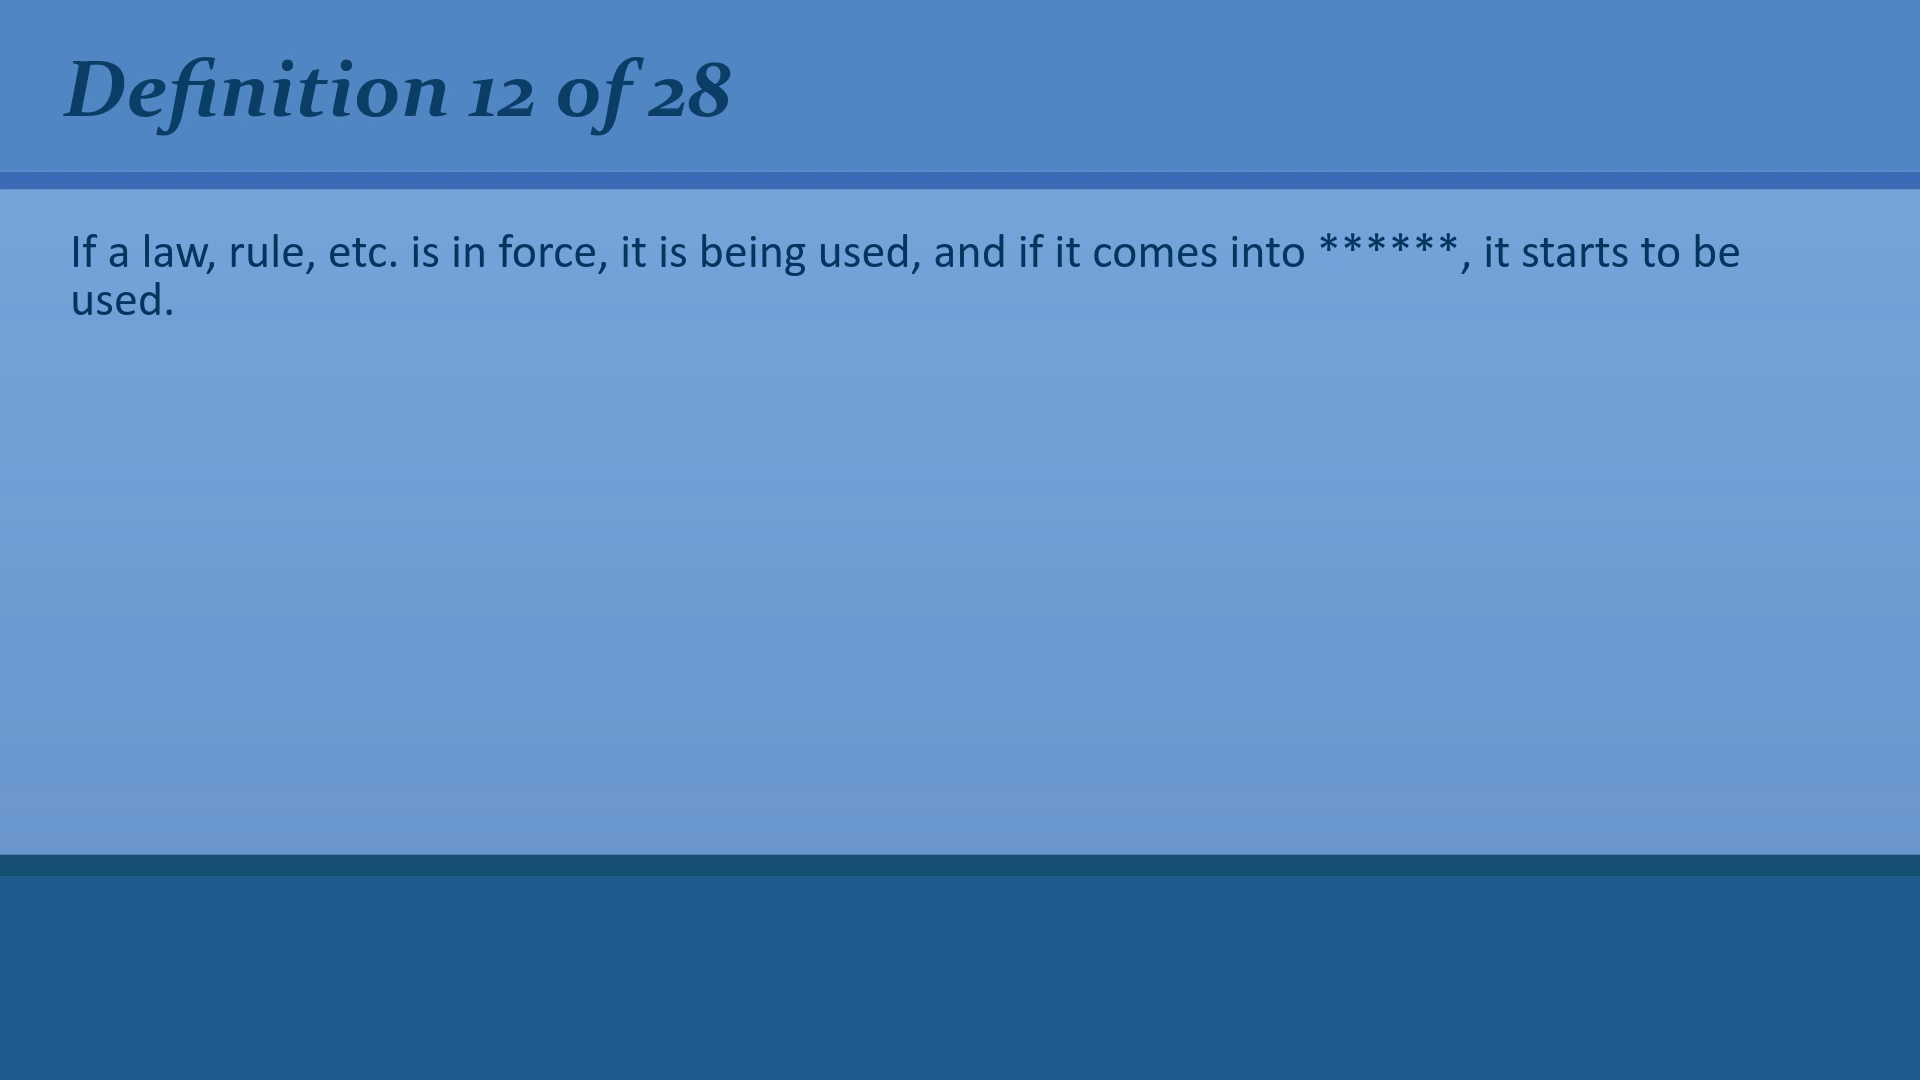 Definition 12 of 28
If a law, rule, etc. is in force, it is being used, and if it comes into ******, it starts to be
used.